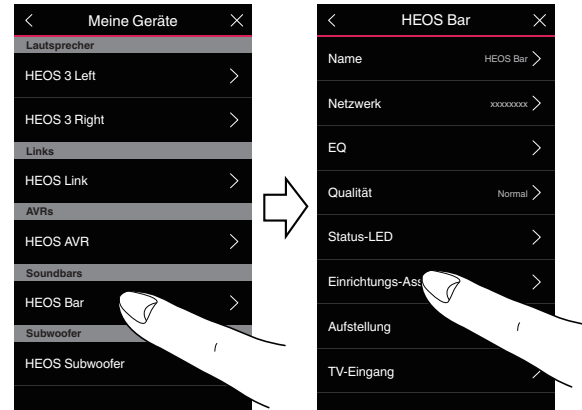 Meine Geräte
Lautsprecher
HEOS 3 Left
HEOS 3 Right
Links
HEOS Link
AVRs
HEOS AVR
Soundbars
HEOS Bar
Subwoofer
HEOS Subwoofer
HEOS Bar
Name HEOS Bar
Netzwerk xxxxxxxx
EQ
Qualität Normal
Status-LED
Einrichtungs-Ass
Aufstellung
TV-Eingang